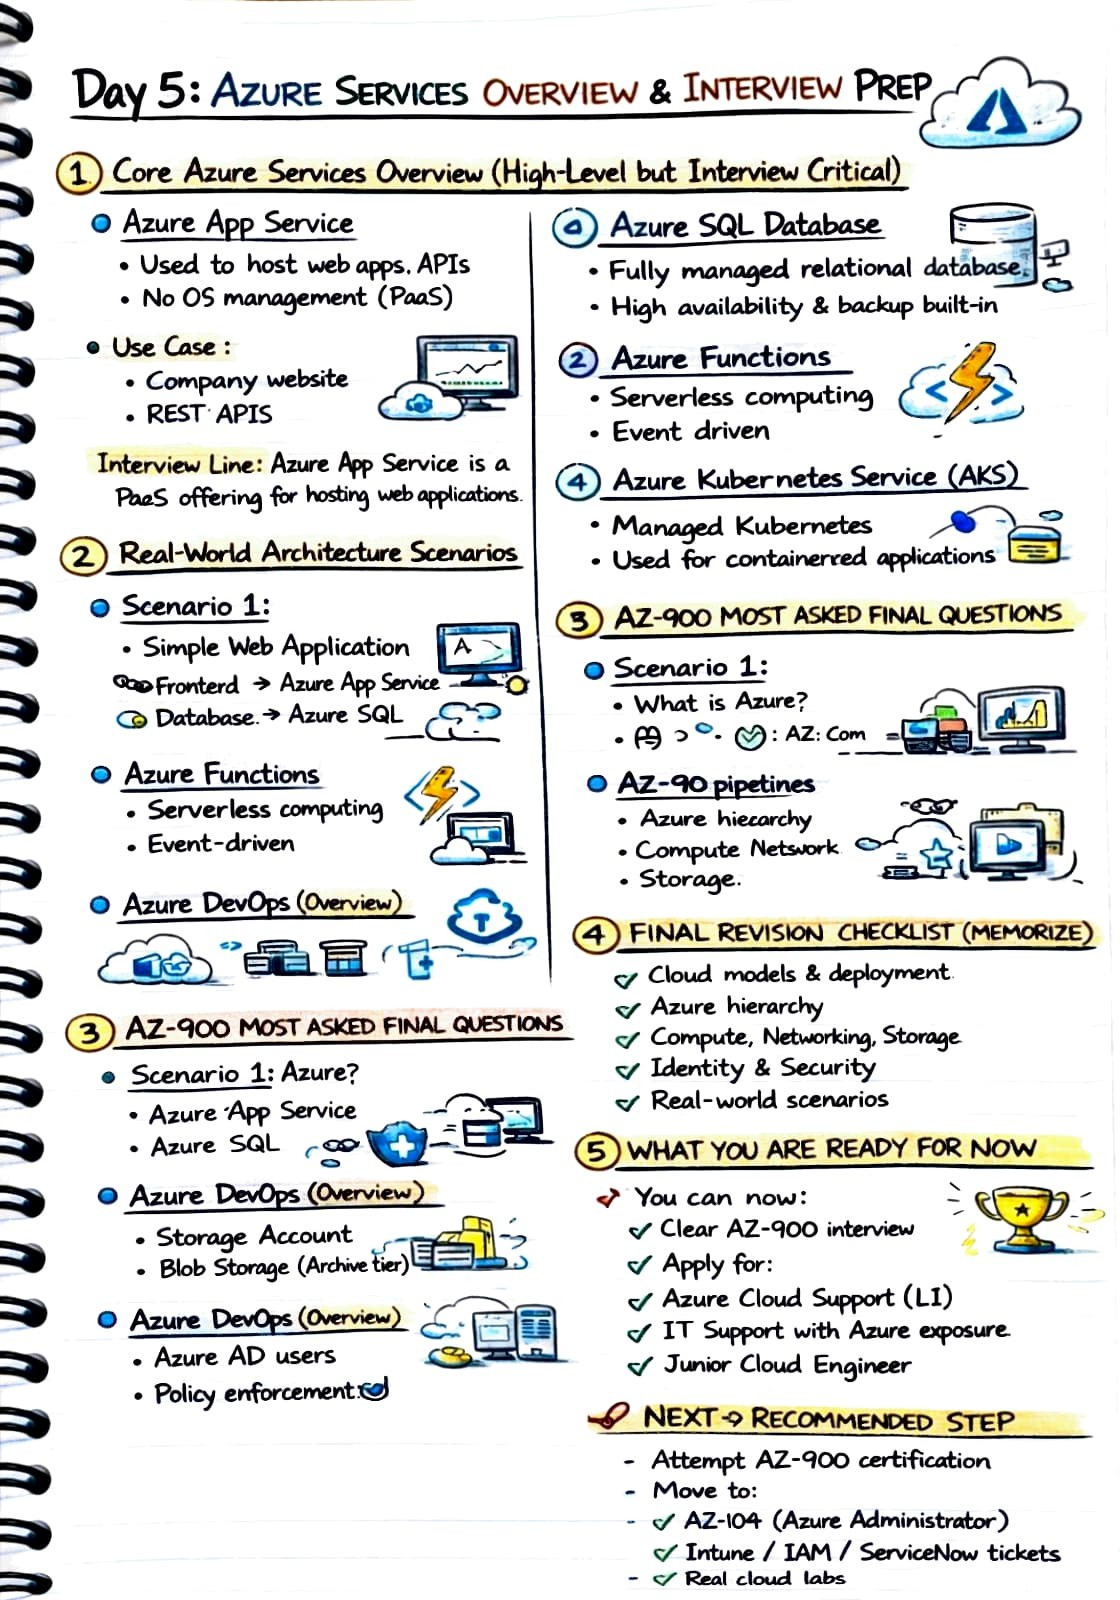 Day 5: AZURE SERVICES OVERVIEW & INTERVIEW PREP
1. Core Azure Services Overview (High-Level but Interview Critical)
Azure App Service
• Used to host web apps. APIs
• No OS management (PaaS)
• Use Case :
• Company website
• REST APIS
Interview Line: Azure App Service is a
PaaS offering for hosting web applications.
2 Real-World Architecture Scenarios
Scenario 1:
• Simple Web Application
Fronterd → Azure App Service
Database. → Azure SQL
Azure Functions
• Serverless computing
• Event-driven
Azure DevOps (Overview)
3 AZ-900 MOST ASKED FINAL QUESTIONS
Scenario 1: Azure?
• Azure App Service
• Azure SQL
Azure DevOps (Overview)
• Storage Account
• Blob Storage (Archive tier)
Azure DevOps (Overview)
• Azure AD users
• Policy enforcement:
Azure SQL Database
• Fully managed relational database.
• High availability & backup built-in
2 Azure Functions
• Serverless computing
• Event driven
4 Azure Kubernetes Service (AKS)
• Managed Kubernetes
• Used for containerred applications
3 AZ-900 MOST ASKED FINAL QUESTIONS
Scenario 1:
• What is Azure?
: AZ: Com
AZ-90 pipetines
• Azure hiecarchy
• Compute Netswork
• Storage.
4 FINAL REVISION CHECKLIST (MEMORIZE)
✓ Cloud models & deployment
✓ Azure hierarchy
✓ Compute, Networking, Storage
✓ Identity & Security
✓ Real-world scenarios
5 WHAT YOU ARE READY FOR NOW
You can now:
✓ Clear AZ-900 interview
✓ Apply for:
✓ Azure Cloud Support (LI)
✓ IT Support with Azure exposure
✓ Junior Cloud Engineer
NEXT → RECOMMENDED STEP
- Attempt AZ-900 certification
- Move to:
- ✓ AZ-104 (Azure Administrator)
✓ Intune / IAM / ServiceNow tickets
- ✓ Real cloud labs